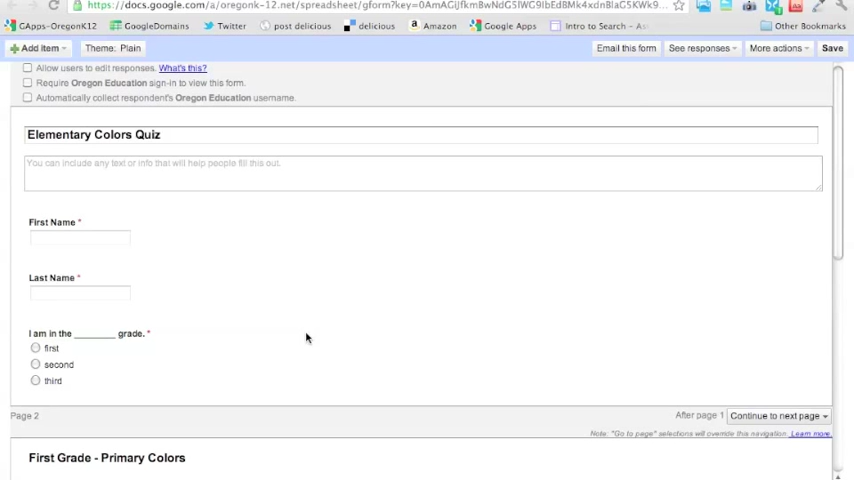 https://docs.google.com/a/oregonk-12.net/spreadsheet/gform?key=
GApps-OregonK12 GoogleDomains Twitter post delicious delicious Amazon Google Apps Intro to Search - As Other Bookmarks
Add item Theme: Plain Email this form See responses More actions Save
Allow users to edit responses. What's this?
Require Oregon Education sign-in to view this form.
Automatically collect respondent's Oregon Education username.
Elementary Colors Quiz
You can include any text or info that will help people fill this out.
First Name *
Last Name *
I am in the ________ grade. *
first
second
third
Page 2 After page 1 Continue to next page
Note: "Go to page" selections will override this navigation. Learn more.
First Grade - Primary Colors